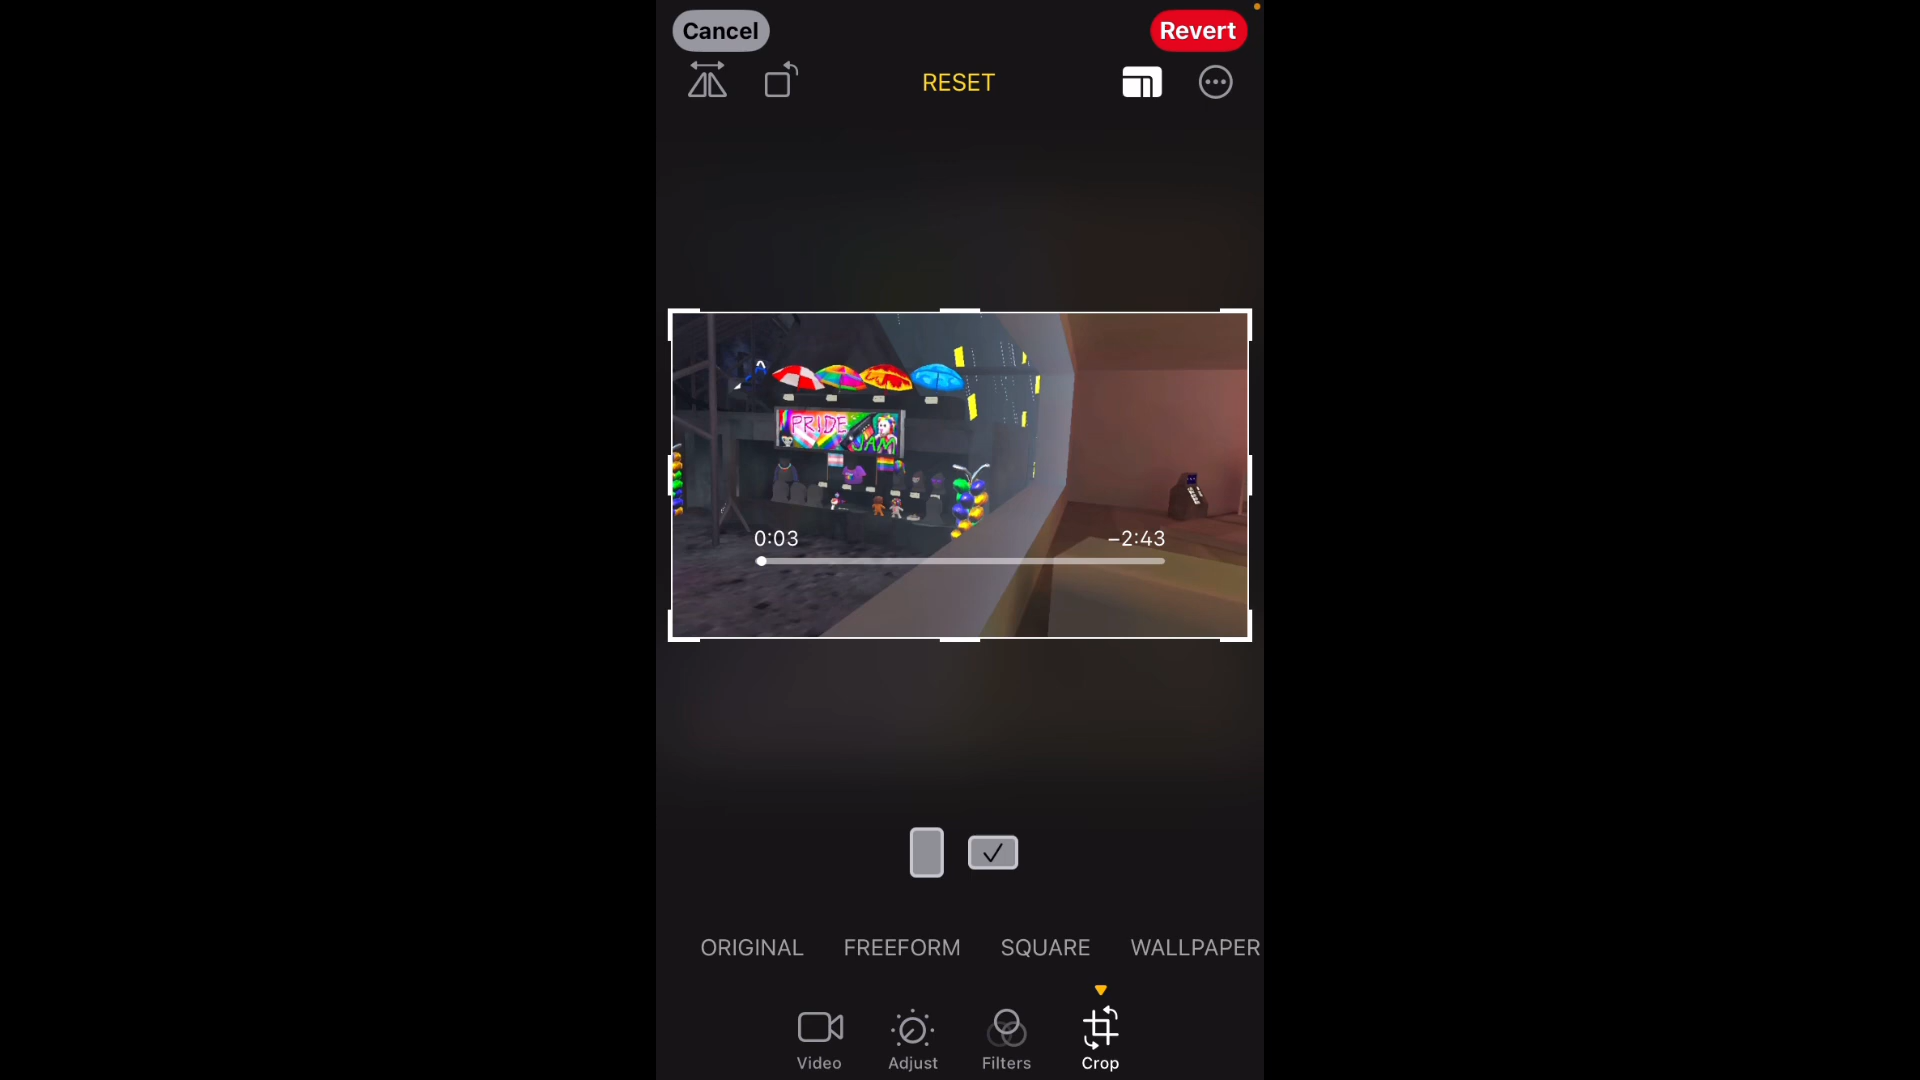 Cancel
Revert
RESET
PRIDE
JAM
0:03
−2:43
ORIGINAL
FREEFORM
SQUARE
WALLPAPER
Video
Adjust
Filters
Crop